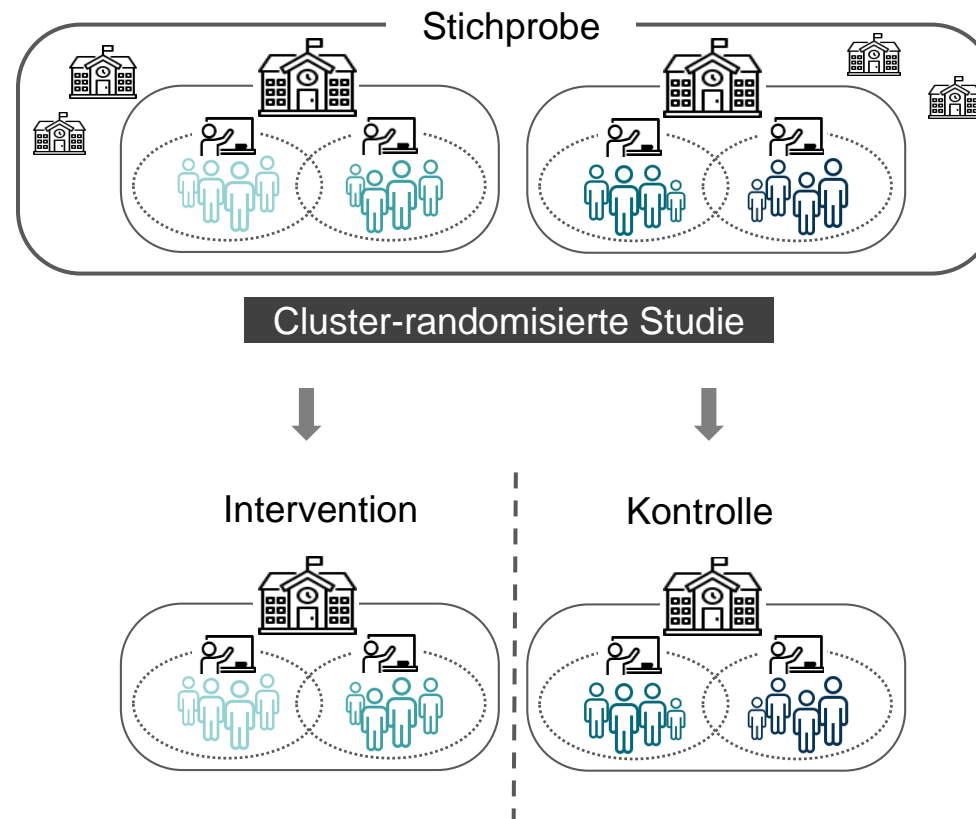 Stichprobe
Cluster-randomisierte Studie
Intervention
Kontrolle